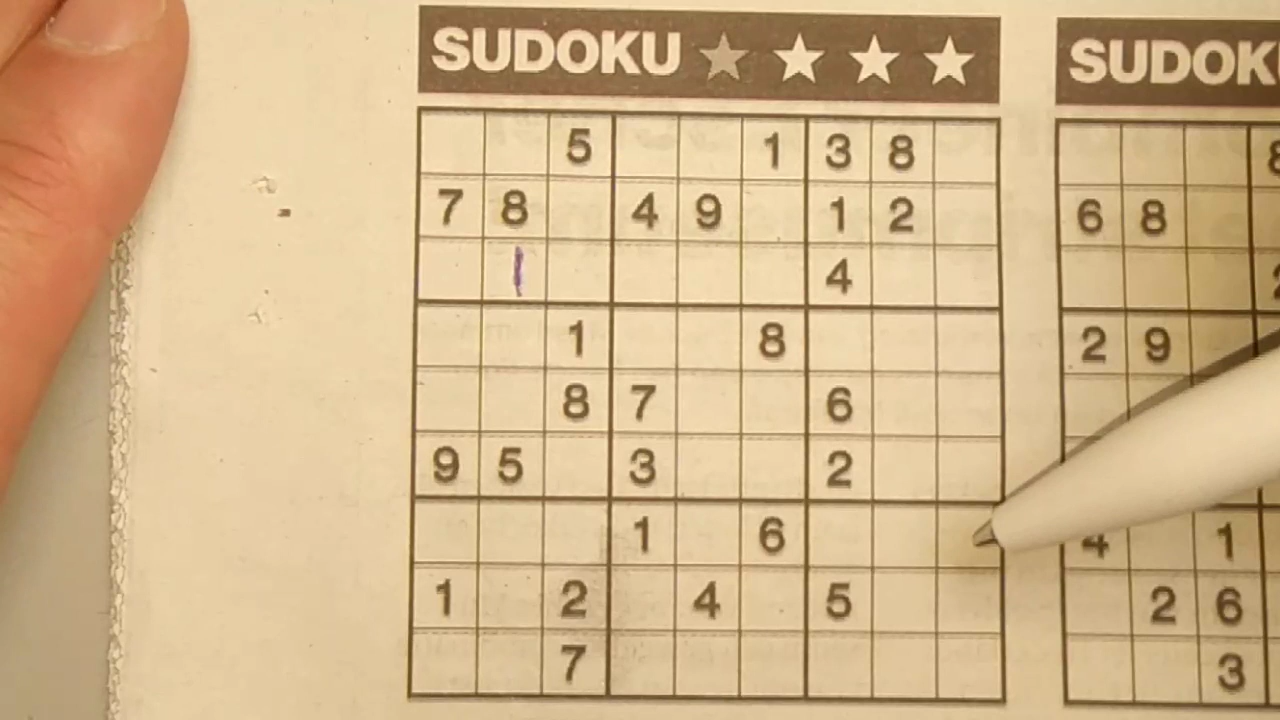 SUDOKU ★ ★ ★ ★
5 1 3 8
7 8 4 9 1 2
1 4
1 8
8 7 6
9 5 3 2
1 6
1 2 4 5
7
SUDOK
8
6 8
2 9
4 1
2 6
3